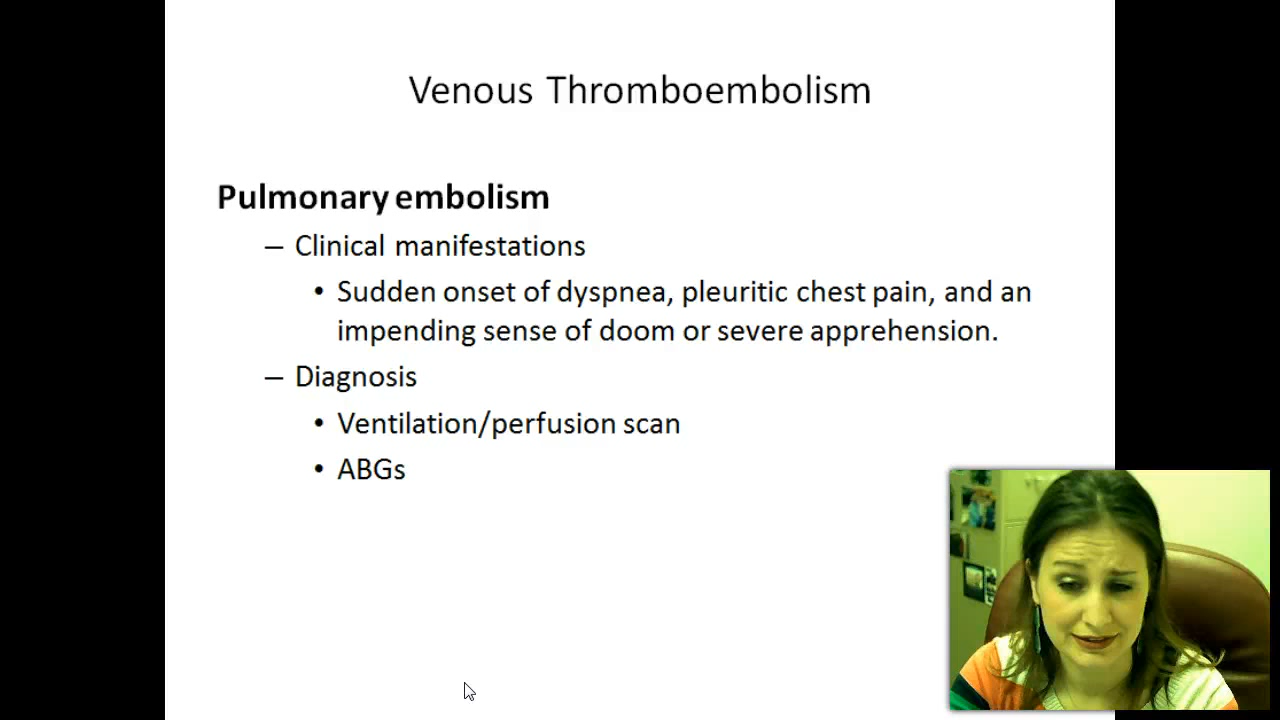 Venous Thromboembolism
Pulmonary embolism
– Clinical manifestations
• Sudden onset of dyspnea, pleuritic chest pain, and an
impending sense of doom or severe apprehension.
– Diagnosis
• Ventilation/perfusion scan
• ABGs